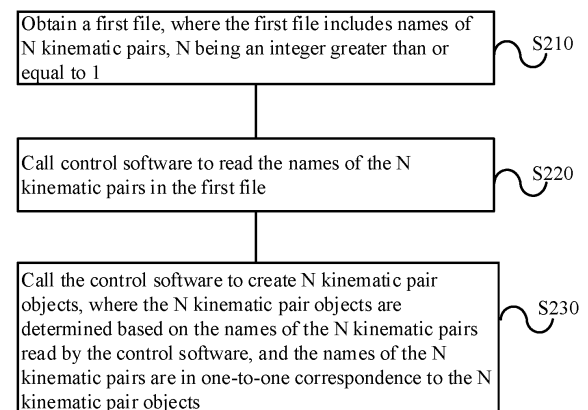 Obtain a first file, where the first file includes names of
N kinematic pairs, N being an integer greater than or
equal to 1
S210
Call control software to read the names of the N
kinematic pairs in the first file
S220
Call the control software to create N kinematic pair
objects, where the N kinematic pair objects are
determined based on the names of the N kinematic pairs
read by the control software, and the names of the N
kinematic pairs are in one-to-one correspondence to the N
kinematic pair objects
S230